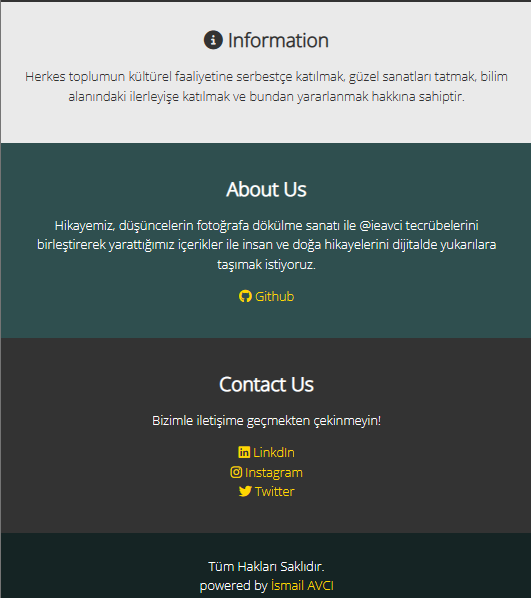 Information
Herkes toplumun kültürel faaliyetine serbestçe katılmak, güzel sanatları tatmak, bilim
alanındaki ilerleyişe katılmak ve bundan yararlanmak hakkına sahiptir.
About Us
Hikayemiz, düşüncelerin fotoğrafa dökülme sanatı ile @ieavci tecrübelerini
birleştirerek yarattığımız içerikler ile insan ve doğa hikayelerini dijitalde yukarılara
taşımak istiyoruz.
Github
Contact Us
Bizimle iletişime geçmekten çekinmeyin!
LinkdIn
Instagram
Twitter
Tüm Hakları Saklıdır.
powered by İsmail AVCI